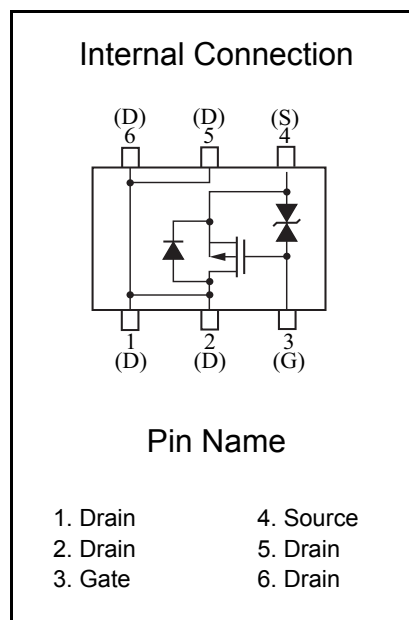 Internal Connection
(D) (D) (S)
6 5 4
1 2 3
(D) (D) (G)
Pin Name
1. Drain 4. Source
2. Drain 5. Drain
3. Gate 6. Drain